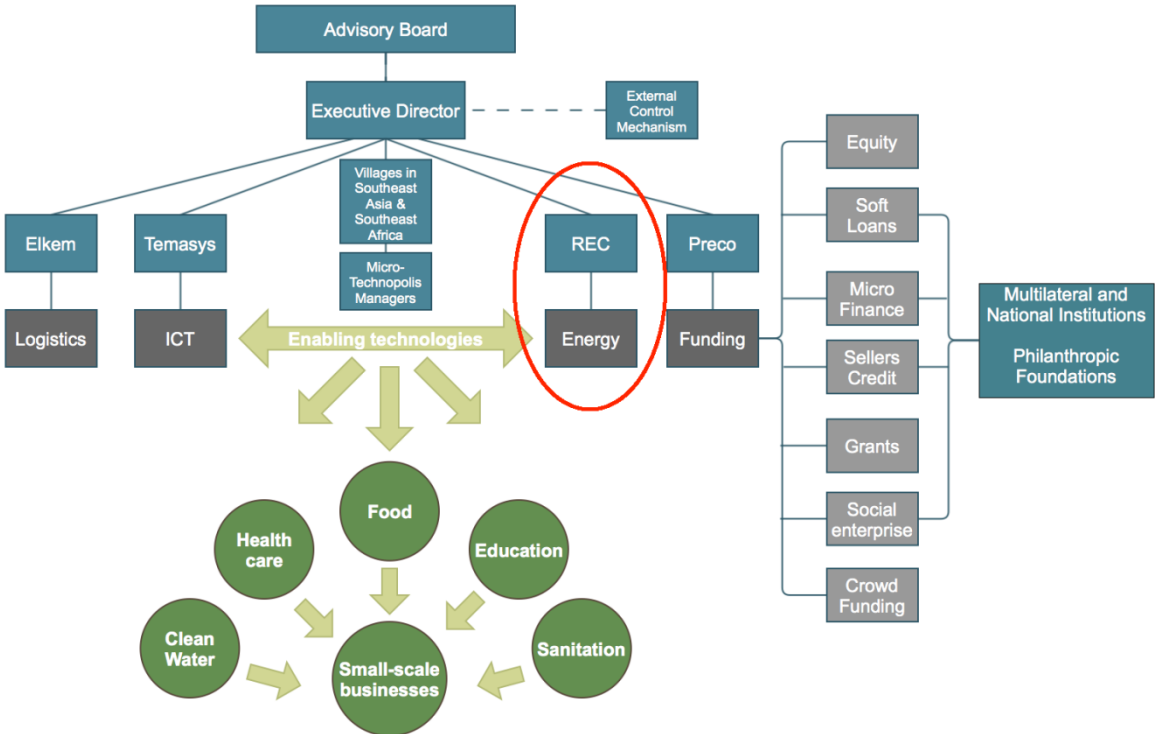 Advisory Board
Executive Director
External
Control
Mechanism
Villages in
Southeast
Asia &
Southeast
Africa
Elkem
Temasys
REC
Preco
Micro-
Technopolis
Managers
Logistics
ICT
Enabling technologies
Energy
Funding
Equity
Soft
Loans
Micro
Finance
Sellers
Credit
Grants
Social
enterprise
Crowd
Funding
Multilateral and
National Institutions
Philanthropic
Foundations
Food
Health
care
Education
Clean
Water
Sanitation
Small-scale
businesses